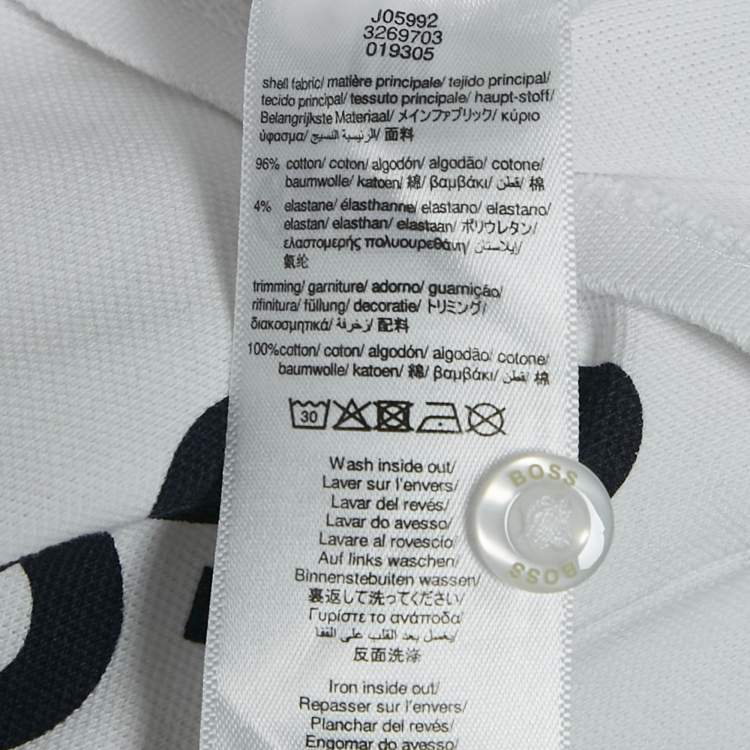 J05992
3269703
019305
shell fabric/ matière principale/ tejido principal/
tecido principal/ tessuto principale/ haupt-stoff/
Belangrijkste Materiaal/ メインファブリック/ κύριο
ύφασμα/ الرئيسية النسيج/ 面料
96% cotton/ coton/ algodón/ algodão/ cotone/
baumwolle/ katoen/ 綿/ βαμβάκι/ قطن/ 棉
4% elastane/ élasthanne/ elastano/ elastano/
elastan/ elasthan/ elastaan/ ポリウレタン/
ελαστομερής πολυουρεθάνη/ إيلاستان/
氨纶
trimming/ garniture/ adorno/ guarnição/
rifinitura/ füllung/ decoratie/ トリミング/
διακοσμητικά/ زخرفة/ 配料
100%cotton/ coton/ algodón/ algodão/ cotone/
baumwolle/ katoen/ 綿/ βαμβάκι/ قطن/ 棉
30
Wash inside out/
Laver sur l'envers/
Lavar del revés/
Lavar do avesso/
Lavare al rovescio/
Auf links waschen/
Binnenstebuiten wassen/
裏返して洗ってください/
Γυρίστε το ανάποδα/
يغسل بعد القلب على القفا/
反面洗涤
Iron inside out/
Repasser sur l'envers/
Planchar del revés/
Engomar do avesso/
BOSS
BOSS